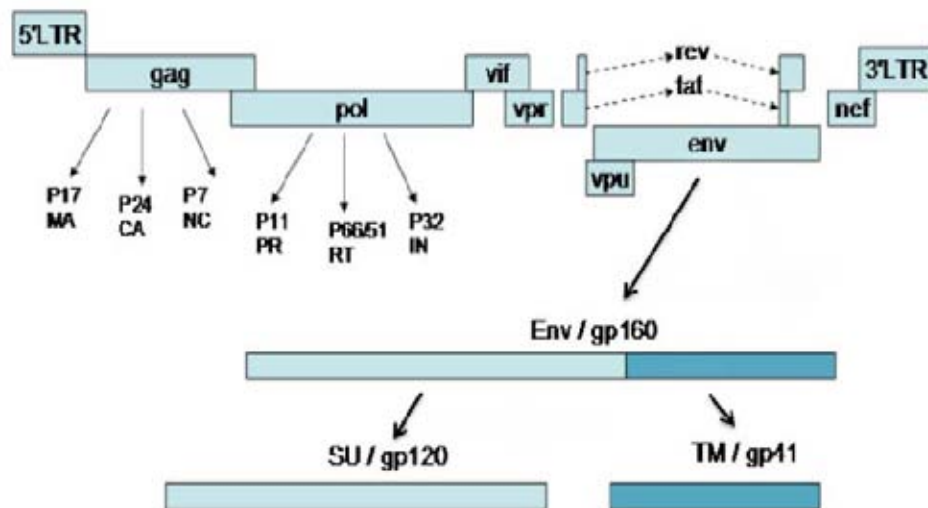 5'LTR
gag
pol
vif
vpr
rev
tat
vpu
env
nef
3'LTR
P17
MA
P24
CA
P7
NC
P11
PR
P66/51
RT
P32
IN
Env / gp160
SU / gp120
TM / gp41